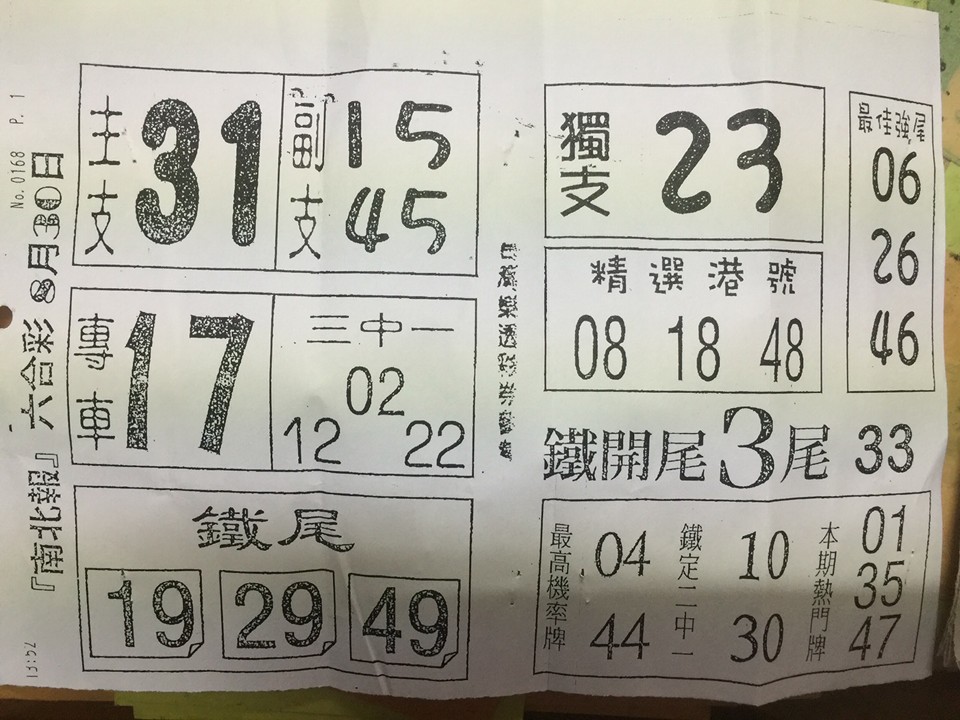 No. 0168 P. 1
『南北報』 六合彩 8月30日
13:52
主支 31
副支 15 45
專車 17
三中一
02
12 22
鐵尾
19 29 49
獨支 23
最佳強尾
06
26
46
精選港號
08 18 48
鐵開尾3尾 33
最高機率牌 04 44
鐵定二中一 10 30
本期熱門牌 01 35 47